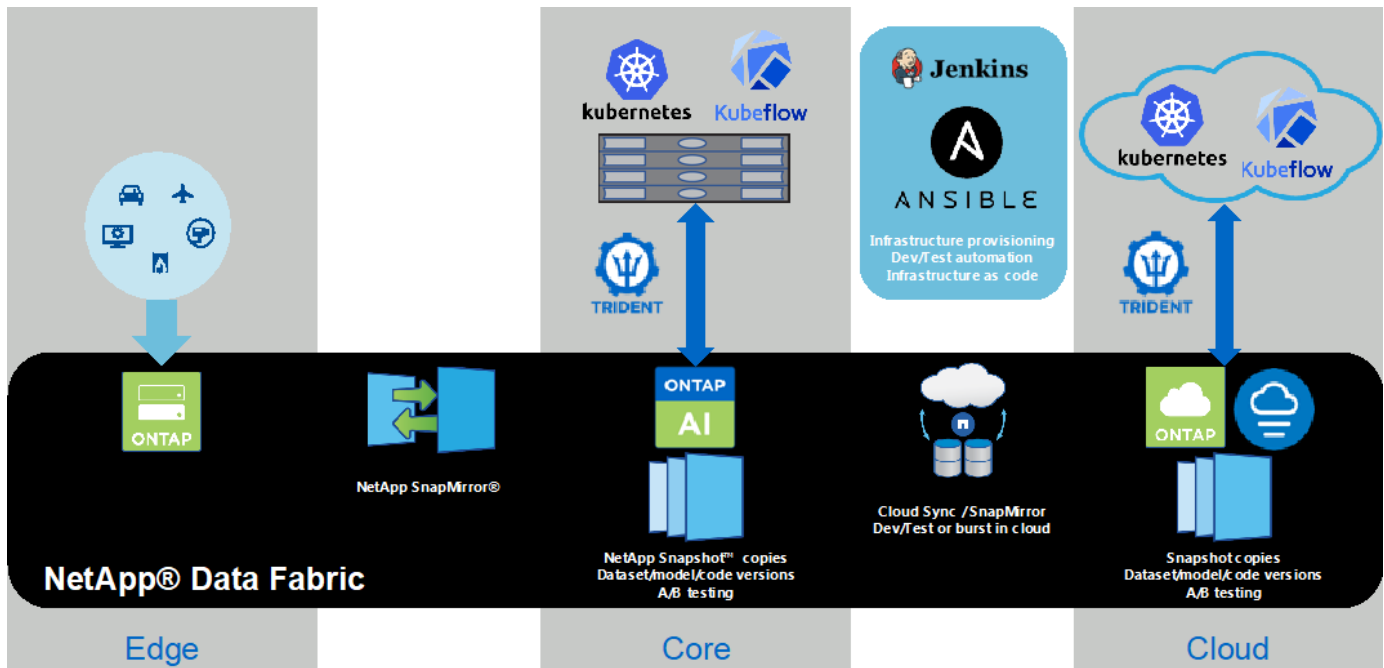 kubernetes
Kubeflow
TRIDENT
Jenkins
ANSIBLE
Infrastructure provisioning
Dev/Test automation
Infrastructure as code
kubernetes
Kubeflow
TRIDENT
ONTAP
NetApp SnapMirror®
ONTAP
AI
NetApp Snapshot™ copies
Dataset/model/code versions
A/B testing
Cloud Sync /SnapMirror
Dev/Test or burst in cloud
ONTAP
Snapshot copies
Dataset/model/code versions
A/B testing
NetApp® Data Fabric
Edge
Core
Cloud